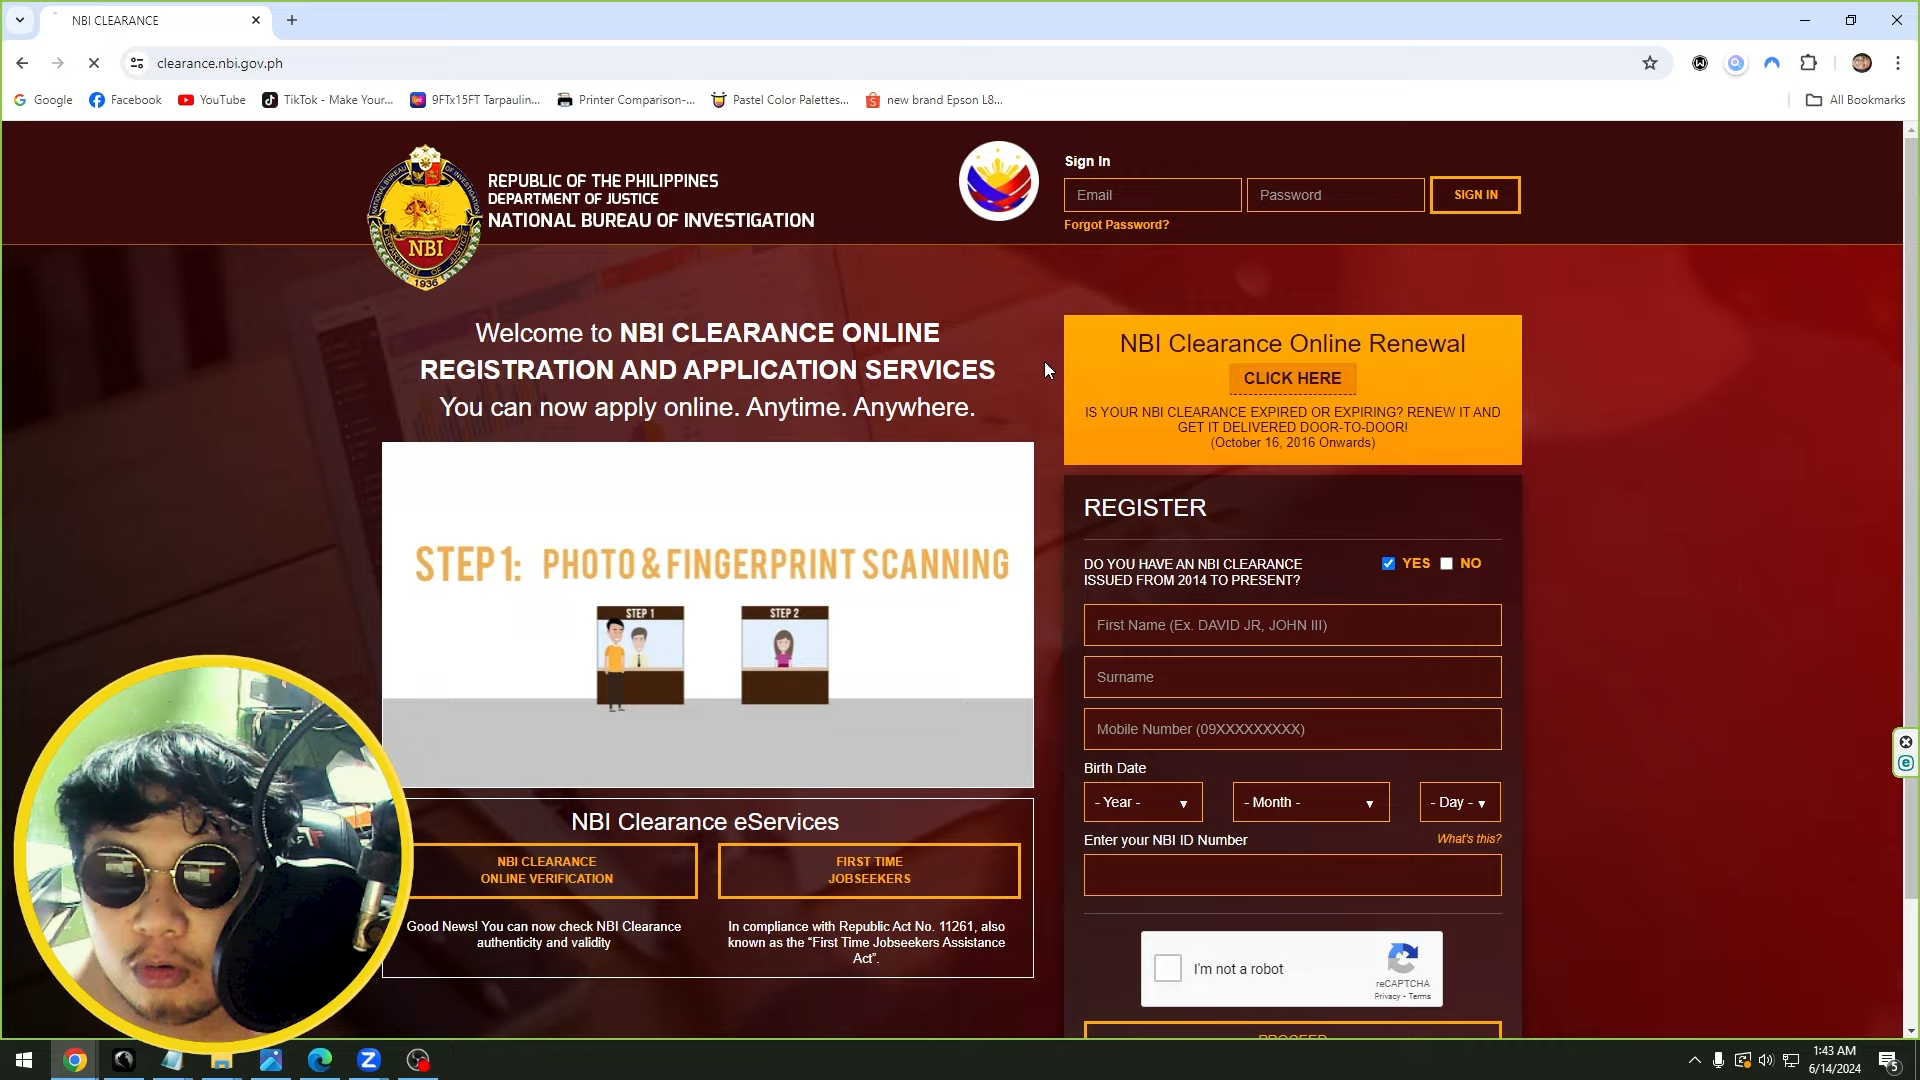 NBI CLEARANCE
clearance.nbi.gov.ph
Google
Facebook
YouTube
TikTok - Make Your...
9FTx15FT Tarpaulin...
Printer Comparison-...
Pastel Color Palettes...
new brand Epson L8...
All Bookmarks
REPUBLIC OF THE PHILIPPINES
DEPARTMENT OF JUSTICE
NATIONAL BUREAU OF INVESTIGATION
NBI
1936
Sign In
Email
Password
SIGN IN
Forgot Password?
Welcome to NBI CLEARANCE ONLINE
REGISTRATION AND APPLICATION SERVICES
You can now apply online. Anytime. Anywhere.
STEP 1: PHOTO & FINGERPRINT SCANNING
STEP 1
STEP 2
NBI Clearance eServices
NBI CLEARANCE
ONLINE VERIFICATION
Good News! You can now check NBI Clearance
authenticity and validity
FIRST TIME
JOBSEEKERS
In compliance with Republic Act No. 11261, also
known as the “First Time Jobseekers Assistance
Act”.
NBI Clearance Online Renewal
CLICK HERE
IS YOUR NBI CLEARANCE EXPIRED OR EXPIRING? RENEW IT AND
GET IT DELIVERED DOOR-TO-DOOR!
(October 16, 2016 Onwards)
REGISTER
DO YOU HAVE AN NBI CLEARANCE
ISSUED FROM 2014 TO PRESENT?
YES
NO
First Name (Ex. DAVID JR, JOHN III)
Surname
Mobile Number (09XXXXXXXXX)
Birth Date
- Year -
- Month -
- Day -
Enter your NBI ID Number
What's this?
I'm not a robot
reCAPTCHA
Privacy - Terms
PROCEED
1:43 AM
6/14/2024
5